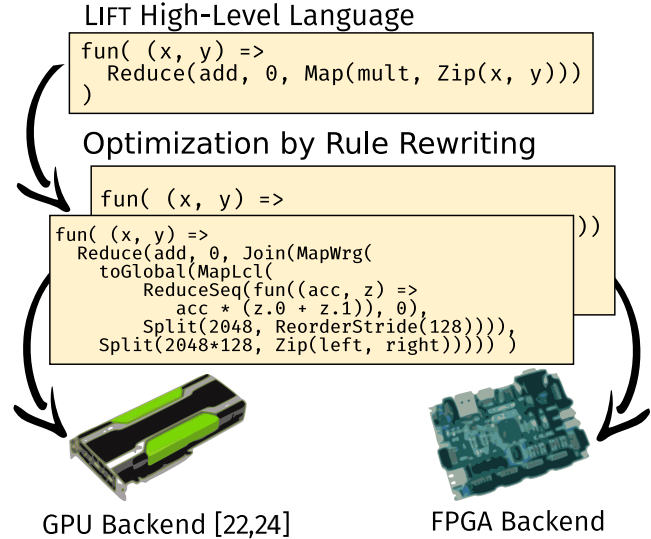 LIFT High-Level Language
fun( (x, y) =>
  Reduce(add, 0, Map(mult, Zip(x, y)))
)
Optimization by Rule Rewriting
fun( (x, y) =>
))
fun( (x, y) =>
  Reduce(add, 0, Join(MapWrg(
    toGlobal(MapLcl(
        ReduceSeq(fun((acc, z) =>
           acc * (z.0 + z.1)), 0),
        Split(2048, ReorderStride(128)))),
    Split(2048*128, Zip(left, right))))) )
GPU Backend [22,24]
FPGA Backend